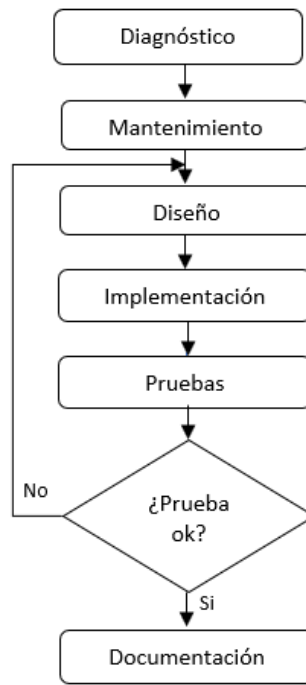 Diagnóstico
Mantenimiento
Diseño
Implementación
Pruebas
¿Prueba
ok?
No
Si
Documentación